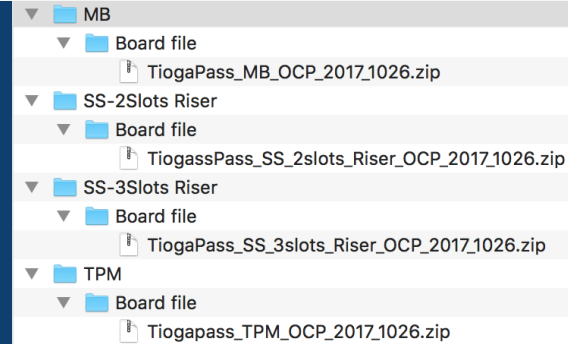 MB
Board file
TiogaPass_MB_OCP_2017_1026.zip
SS-2Slots Riser
Board file
TiogassPass_SS_2slots_Riser_OCP_2017_1026.zip
SS-3Slots Riser
Board file
TiogaPass_SS_3slots_Riser_OCP_2017_1026.zip
TPM
Board file
Tiogapass_TPM_OCP_2017_1026.zip